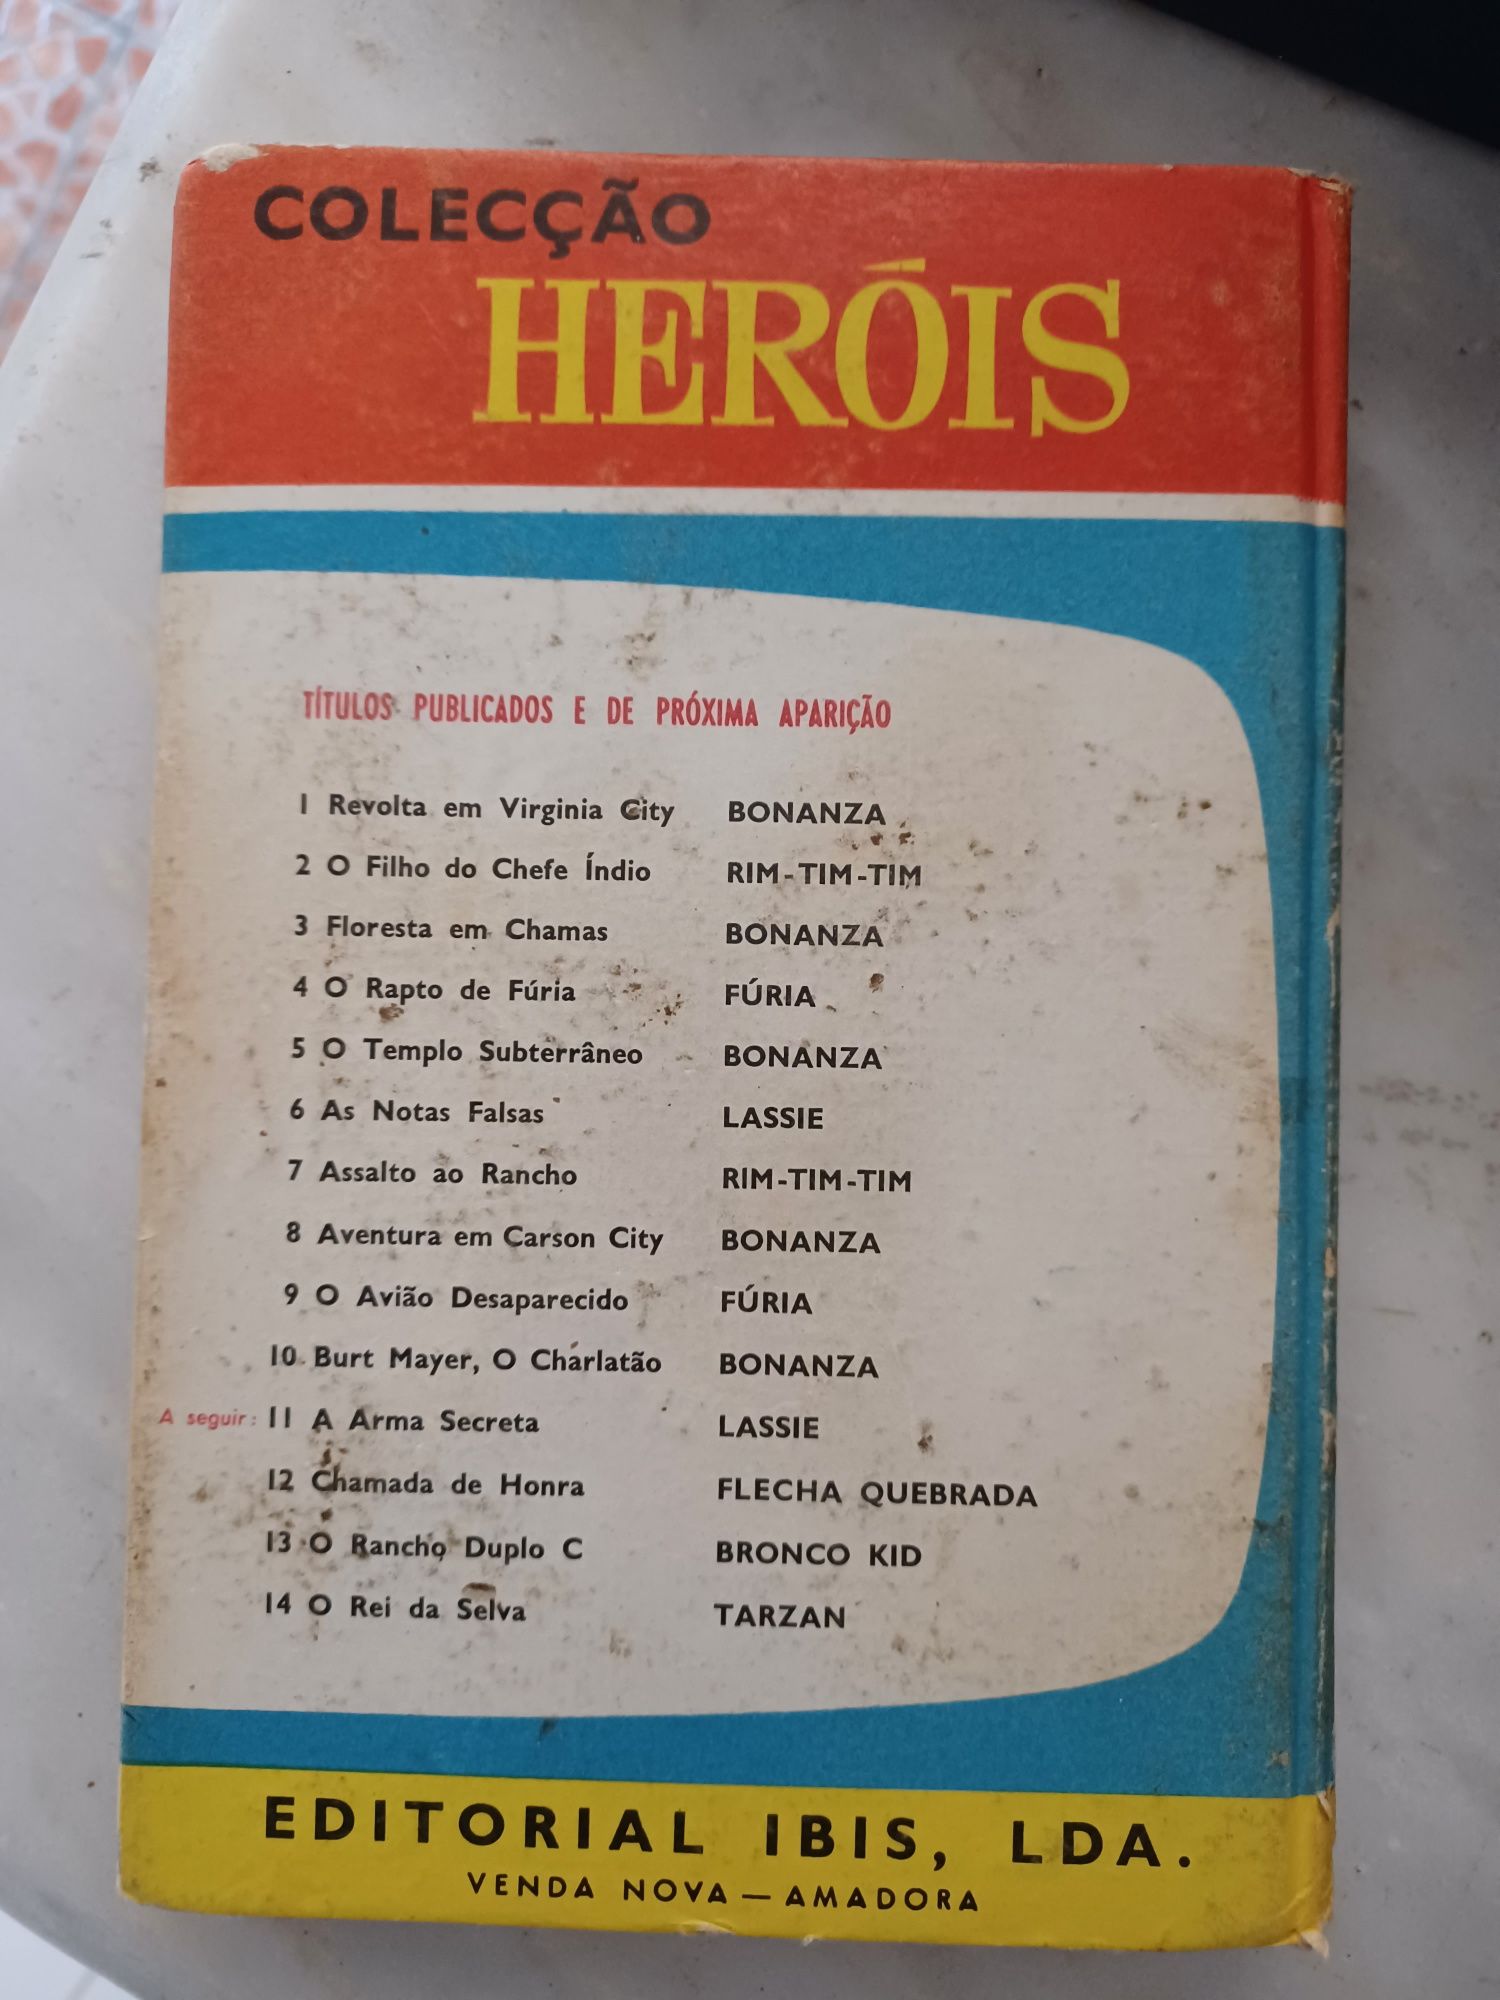 COLECÇÃO
HERÓIS
TÍTULOS PUBLICADOS E DE PRÓXIMA APARIÇÃO
1 Revolta em Virginia City BONANZA
2 O Filho do Chefe Índio RIM-TIM-TIM
3 Floresta em Chamas BONANZA
4 O Rapto de Fúria FÚRIA
5 O Templo Subterrâneo BONANZA
6 As Notas Falsas LASSIE
7 Assalto ao Rancho RIM-TIM-TIM
8 Aventura em Carson City BONANZA
9 O Avião Desaparecido FÚRIA
10 Burt Mayer, O Charlatão BONANZA
A seguir: 11 A Arma Secreta LASSIE
12 Chamada de Honra FLECHA QUEBRADA
13 O Rancho Duplo C BRONCO KID
14 O Rei da Selva TARZAN
EDITORIAL IBIS, LDA.
VENDA NOVA — AMADORA